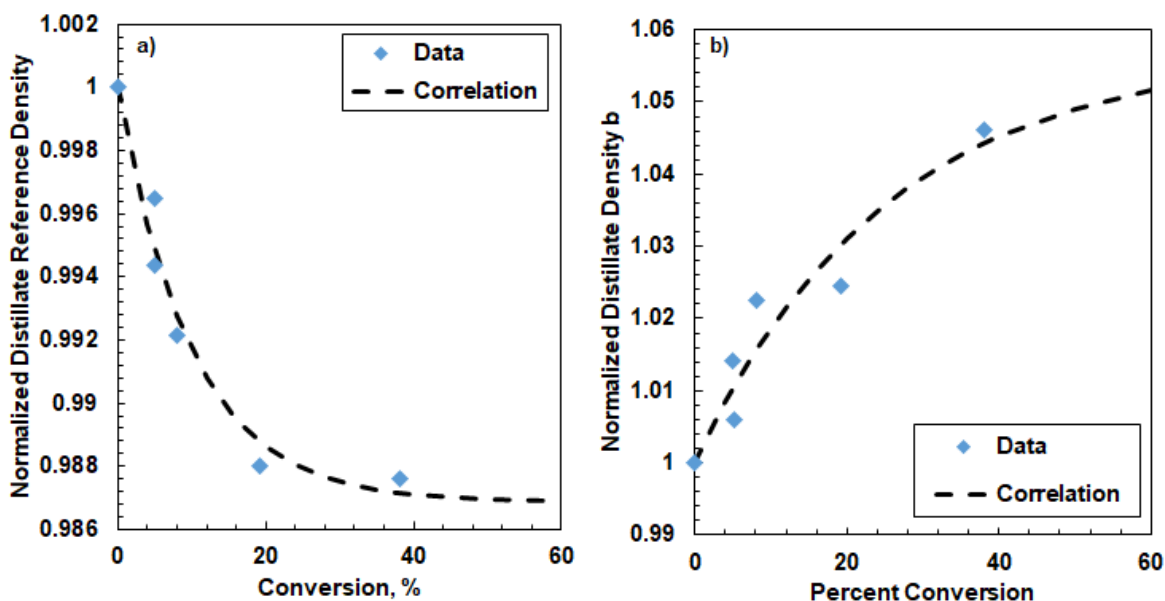 a)
Normalized Distillate Reference Density
1.002
1
0.998
0.996
0.994
0.992
0.99
0.988
0.986
0
20
40
60
Conversion, %
Data
Correlation
b)
Normalized Distillate Density b
1.06
1.05
1.04
1.03
1.02
1.01
1
0.99
0
20
40
60
Percent Conversion
Data
Correlation